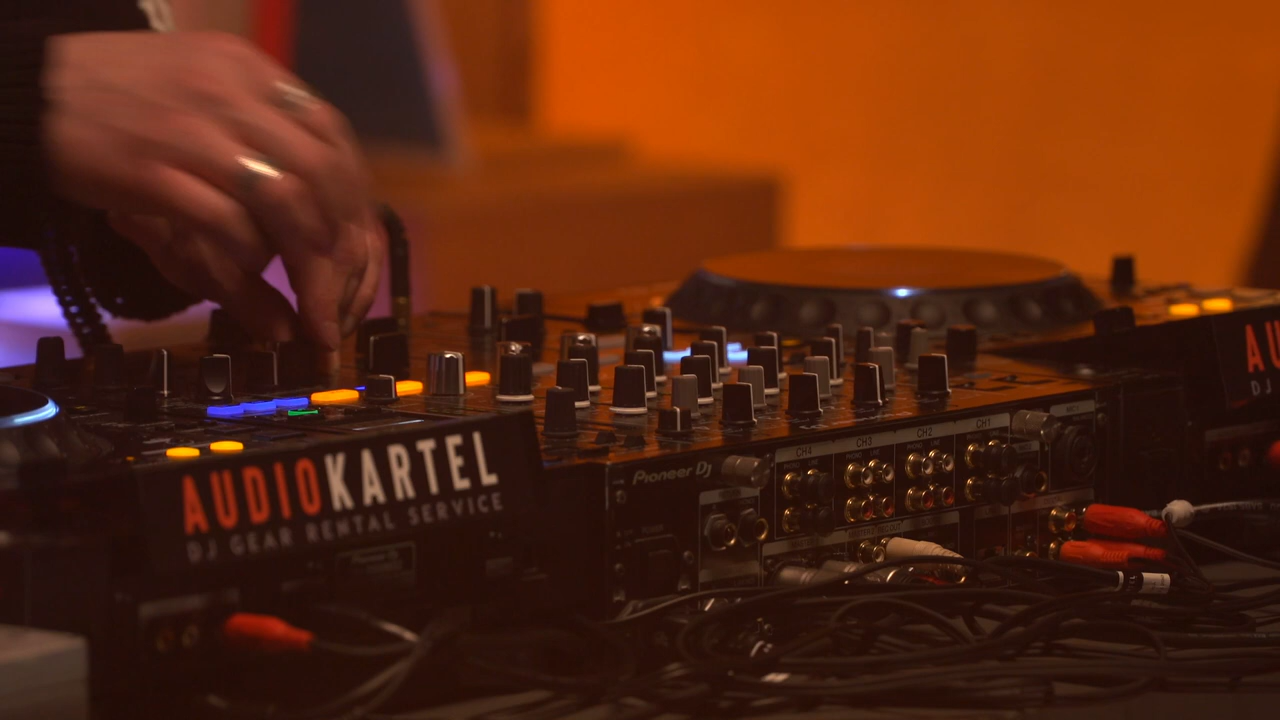 AUDIOKARTEL
DJ GEAR RENTAL SERVICE
Pioneer DJ
CH4
CH3
CH2
CH1
AU
DJ